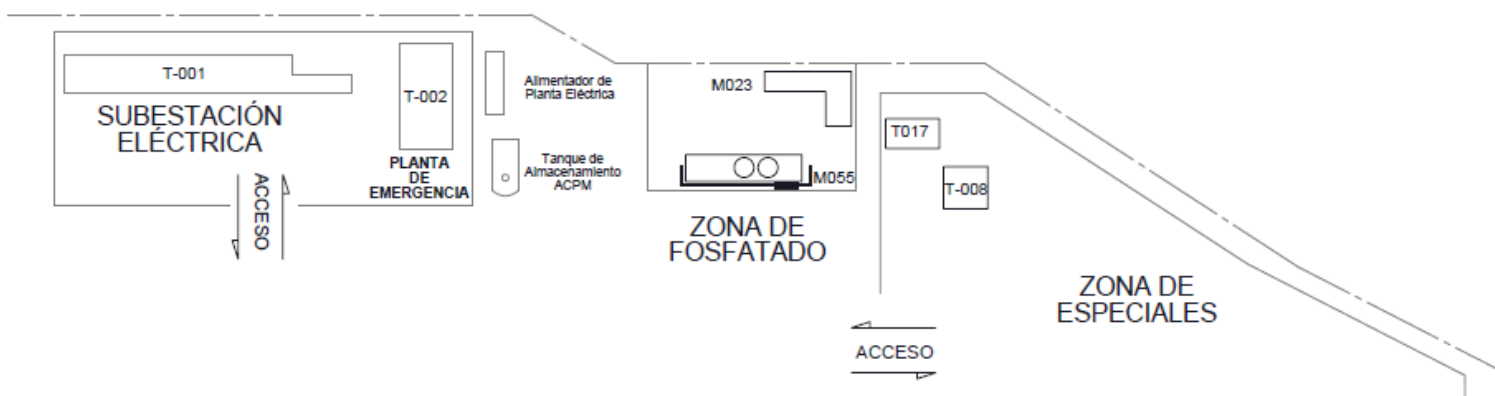 T-001
SUBESTACIÓN
ELÉCTRICA
T-002
PLANTA
DE
EMERGENCIA
ACCESO
Alimentador de
Planta Eléctrica
Tanque de
Almacenamiento
ACPM
M023
M055
ZONA DE
FOSFATADO
T017
T-008
ZONA DE
ESPECIALES
ACCESO